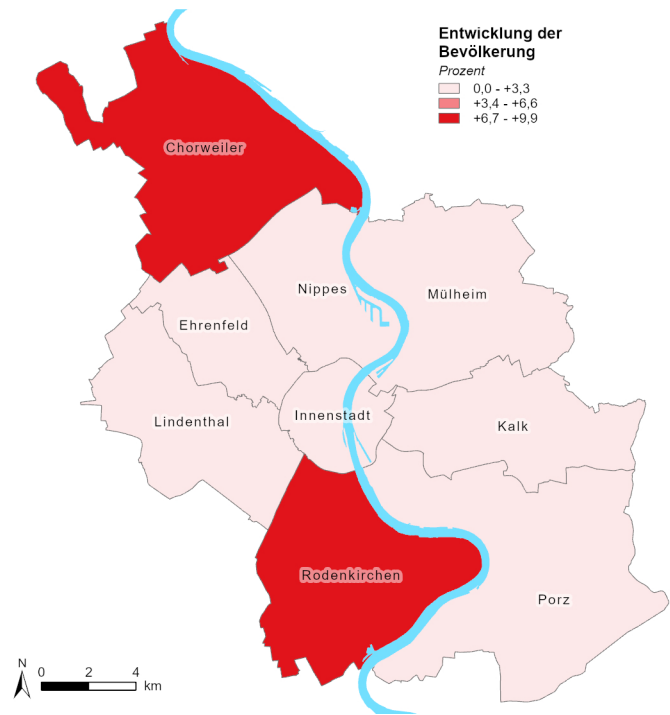 Entwicklung der
Bevölkerung
Prozent
0,0 - +3,3
+3,4 - +6,6
+6,7 - +9,9
Chorweiler
Nippes
Mülheim
Ehrenfeld
Lindenthal
Innenstadt
Kalk
Rodenkirchen
Porz
N
0 2 4
km